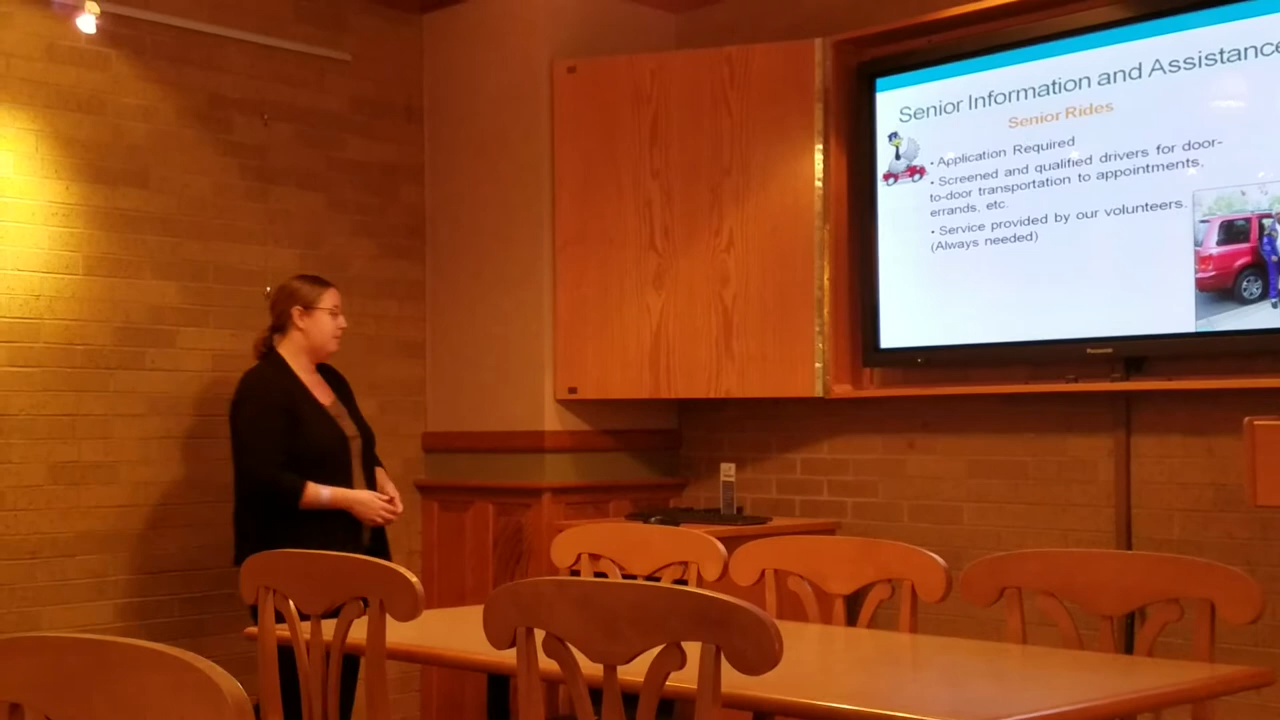 Senior Information and Assistance
Senior Rides
• Application Required
• Screened and qualified drivers for door-
to-door transportation to appointments,
errands, etc.
• Service provided by our volunteers.
(Always needed)
Panasonic